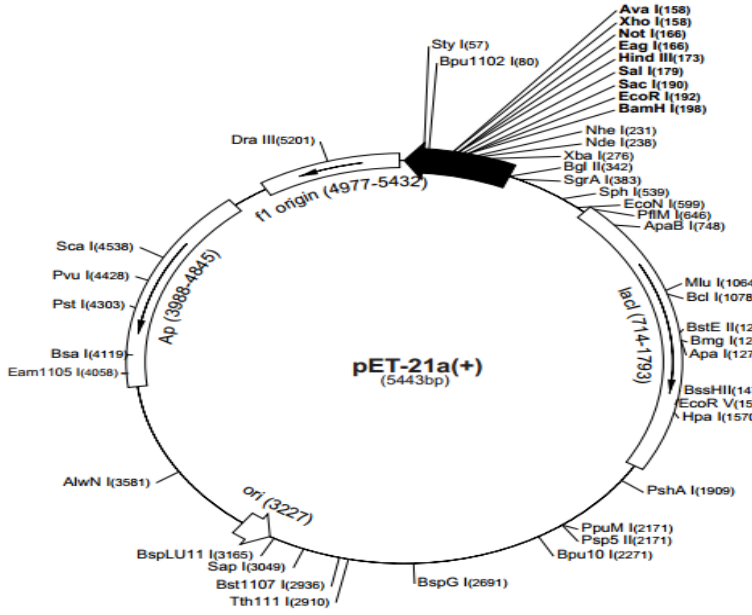 Ava I(158)
Xho I(158)
Not I(166)
Eag I(166)
Hind III(173)
Sal I(179)
Sac I(190)
EcoR I(192)
BamH I(198)
Sty I(57)
Bpu1102 I(80)
Nhe I(231)
Nde I(238)
Xba I(276)
Bgl II(342)
SgrA I(383)
Sph I(539)
EcoN I(599)
PflM I(646)
ApaB I(748)
Dra III(5201)
f1 origin (4977-5432)
Sca I(4538)
Pvu I(4428)
Pst I(4303)
Bsa I(4119)
Eam1105 I(4058)
Ap (3988-4845)
lacI (714-1793)
Mlu I(1064
Bcl I(1078
BstE II(12
Bmg I(12
Apa I(127
BssHII(14
EcoR V(15
Hpa I(1570
pET-21a(+)
(5443bp)
AlwN I(3581)
ori (3227)
PshA I(1909)
PpuM I(2171)
Psp5 II(2171)
Bpu10 I(2271)
BspLU11 I(3165)
Sap I(3049)
Bst1107 I(2936)
Tth111 I(2910)
BspG I(2691)